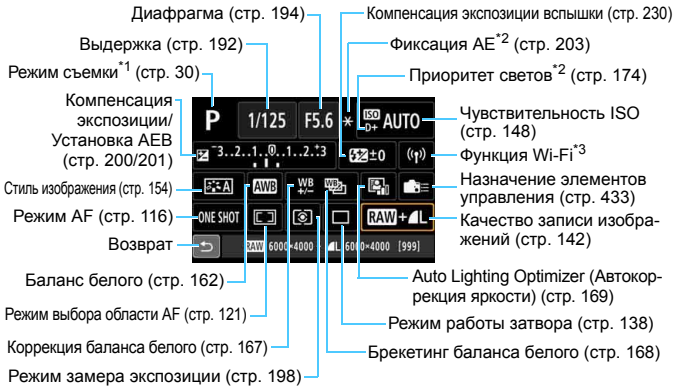 Диафрагма (стр. 194)
Компенсация экспозиции вспышки (стр. 230)
Выдержка (стр. 192)
Фиксация AE*2 (стр. 203)
Режим съемки*1 (стр. 30)
Приоритет светов*2 (стр. 174)
Компенсация
экспозиции/
Установка AEB
(стр. 200/201)
P 1/125 F5.6 * ISO D+ AUTO
Чувствительность ISO
(стр. 148)
-3..2..1..0..1..2.+3 ±0
Функция Wi-Fi*3
Стиль изображения (стр. 154)
A AWB WB +/- WB
Назначение элементов
управления (стр. 433)
Режим AF (стр. 116)
ONE SHOT RAW+L
Качество записи изобра-
жений (стр. 142)
Возврат
RAW 6000×4000 L 6000×4000 [999]
Баланс белого (стр. 162)
Auto Lighting Optimizer (Автокор-
рекция яркости) (стр. 169)
Режим выбора области AF (стр. 121)
Режим работы затвора (стр. 138)
Коррекция баланса белого (стр. 167)
Брекетинг баланса белого (стр. 168)
Режим замера экспозиции (стр. 198)